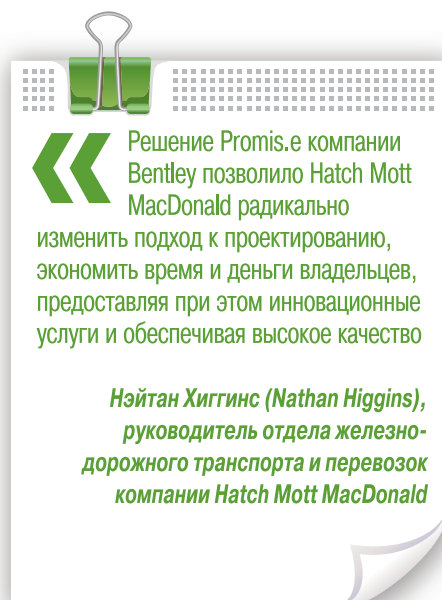 « Решение Promis.e компании
Bentley позволило Hatch Mott
MacDonald радикально
изменить подход к проектированию,
экономить время и деньги владельцев,
предоставляя при этом инновационные
услуги и обеспечивая высокое качество
Нэйтан Хиггинс (Nathan Higgins),
руководитель отдела железно-
дорожного транспорта и перевозок
компании Hatch Mott MacDonald